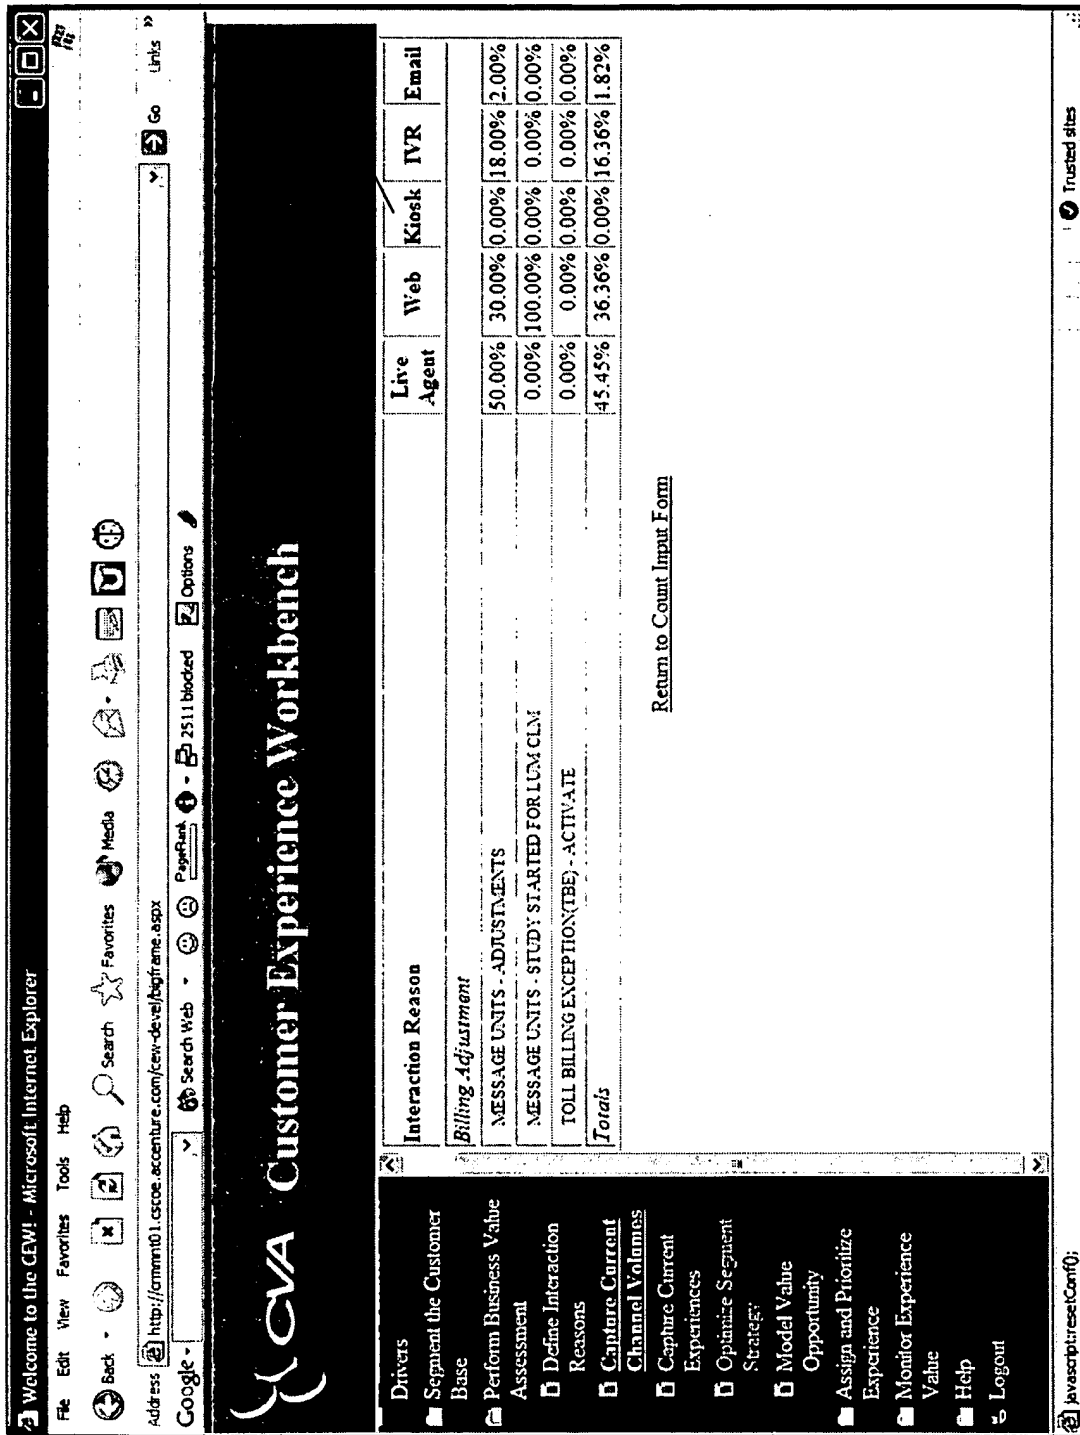 Welcome to the CEW! - Microsoft Internet Explorer
File Edit View Favorites Tools Help
Back Search Favorites Media
Address http://crmnt01.cscoe.accenture.com/cew-devel/bigframe.aspx Go Links »
Google Search Web PageRank 2511 blocked Options
CVA Customer Experience Workbench
Drivers
Segment the Customer
Base
Perform Business Value
Assessment
Define Interaction
Reasons
Capture Current
Channel Volumes
Capture Current
Experiences
Optimize Segment
Strategy
Model Value
Opportunity
Assign and Prioritize
Experience
Monitor Experience
Value
Help
Logout
Interaction Reason Live Agent Web Kiosk IVR Email
Billing Adjustment
MESSAGE UNITS - ADJUSTMENTS 50.00% 30.00% 0.00% 18.00% 2.00%
MESSAGE UNITS - STUDY STARTED FOR LUM CLM 0.00% 100.00% 0.00% 0.00% 0.00%
TOLL BILLING EXCEPTION(TBE) - ACTIVATE 0.00% 0.00% 0.00% 0.00% 0.00%
Totals 45.45% 36.36% 0.00% 16.36% 1.82%
Return to Count Input Form
javascript:resetConf(); Trusted sites